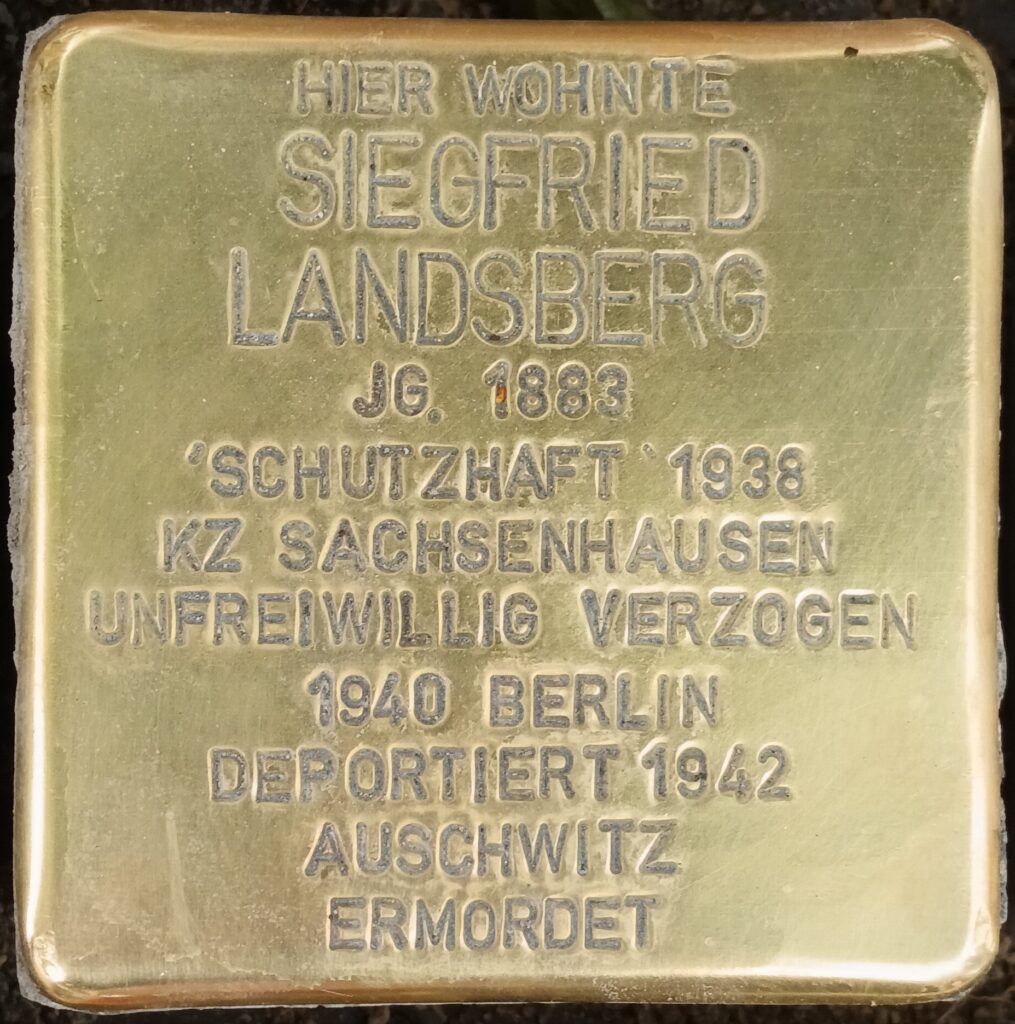 HIER WOHNTE
SIEGFRIED
LANDSBERG
JG. 1883
'SCHUTZHAFT` 1938
KZ SACHSENHAUSEN
UNFREIWILLIG VERZOGEN
1940 BERLIN
DEPORTIERT 1942
AUSCHWITZ
ERMORDET